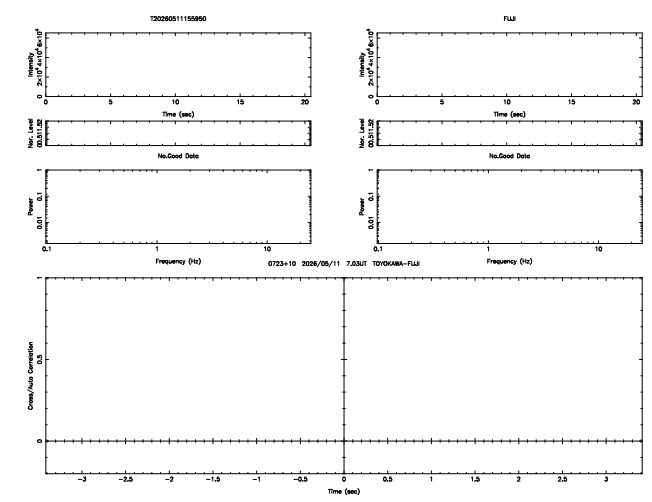 T20260511155950
FUJI
Intensity
0 2×10⁴ 4×10⁴ 6×10⁴
0 5 10 15 20
Time (sec)
Intensity
0 2×10⁴ 4×10⁴ 6×10⁴
0 5 10 15 20
Time (sec)
Nor. Level
00.511.52
Nor. Level
00.511.52
No.Good Data
No.Good Data
Power
0.01 0.1 1
0.1 1 10
Frequency (Hz)
Power
0.01 0.1 1
0.1 1 10
Frequency (Hz)
0723+10 2026/05/11 7.03UT TOYOKAWA-FUJI
Cross/Auto Correlation
0 0.5 1
-3 -2.5 -2 -1.5 -1 -0.5 0 0.5 1 1.5 2 2.5 3
Time (sec)